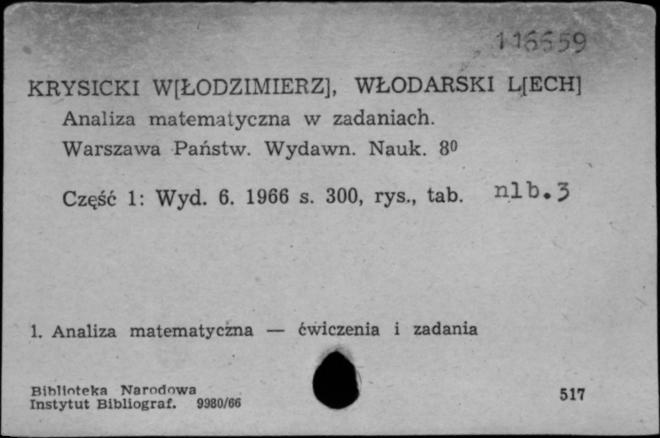 116659
KRYSICKI W[ŁODZIMIERZ], WŁODARSKI L[ECH]
Analiza matematyczna w zadaniach.
Warszawa Państw. Wydawn. Nauk. 8⁰
Część 1: Wyd. 6. 1966 s. 300, rys., tab. nlb.3
1. Analiza matematyczna — ćwiczenia i zadania
Biblioteka Narodowa
Instytut Bibliograf. 9980/66
517